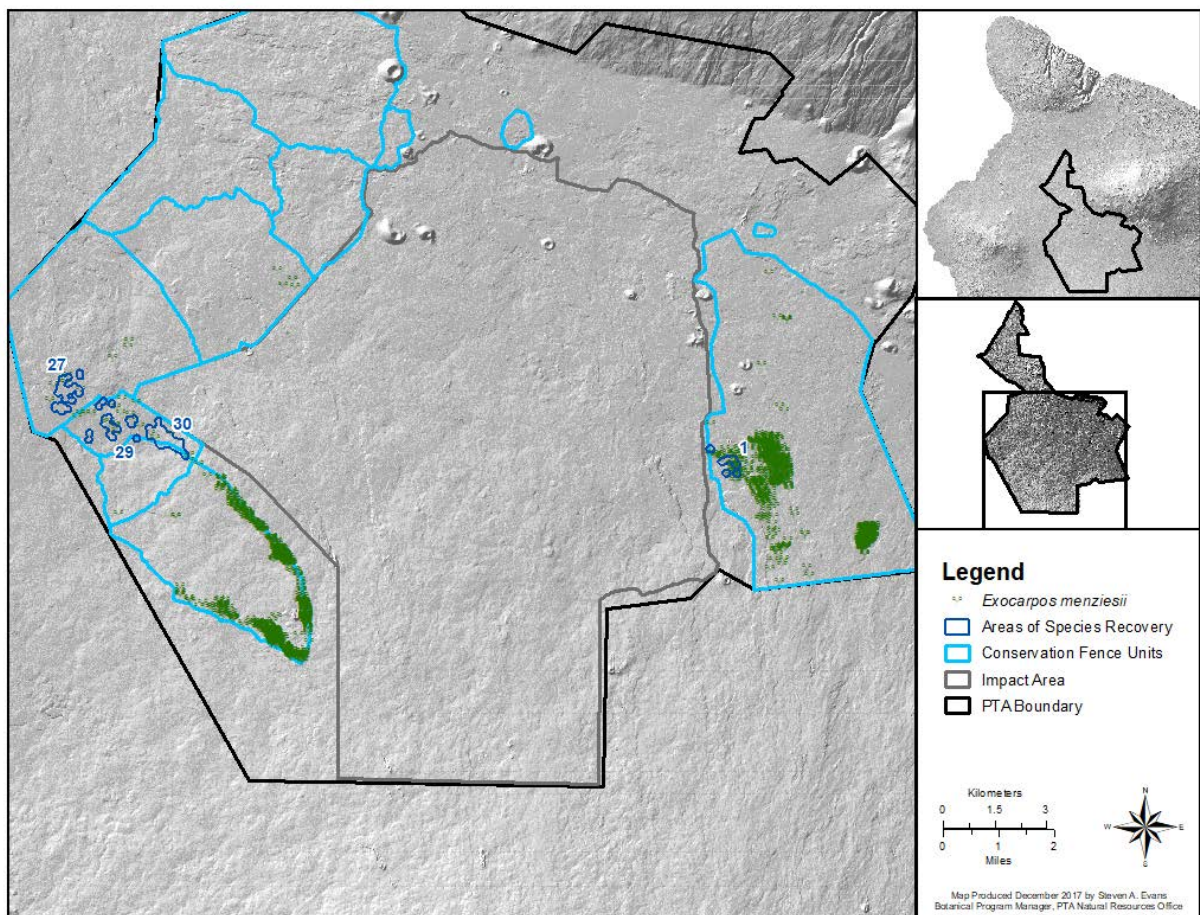 27
30
29
1
Legend
Exocarpos menziesii
Areas of Species Recovery
Conservation Fence Units
Impact Area
PTA Boundary
Kilometers
0 1.5 3
0 1 2
Miles
N
W E
S
Map Produced December 2017 by Steven A. Evans
Botanical Program Manager, PTA Natural Resources Office